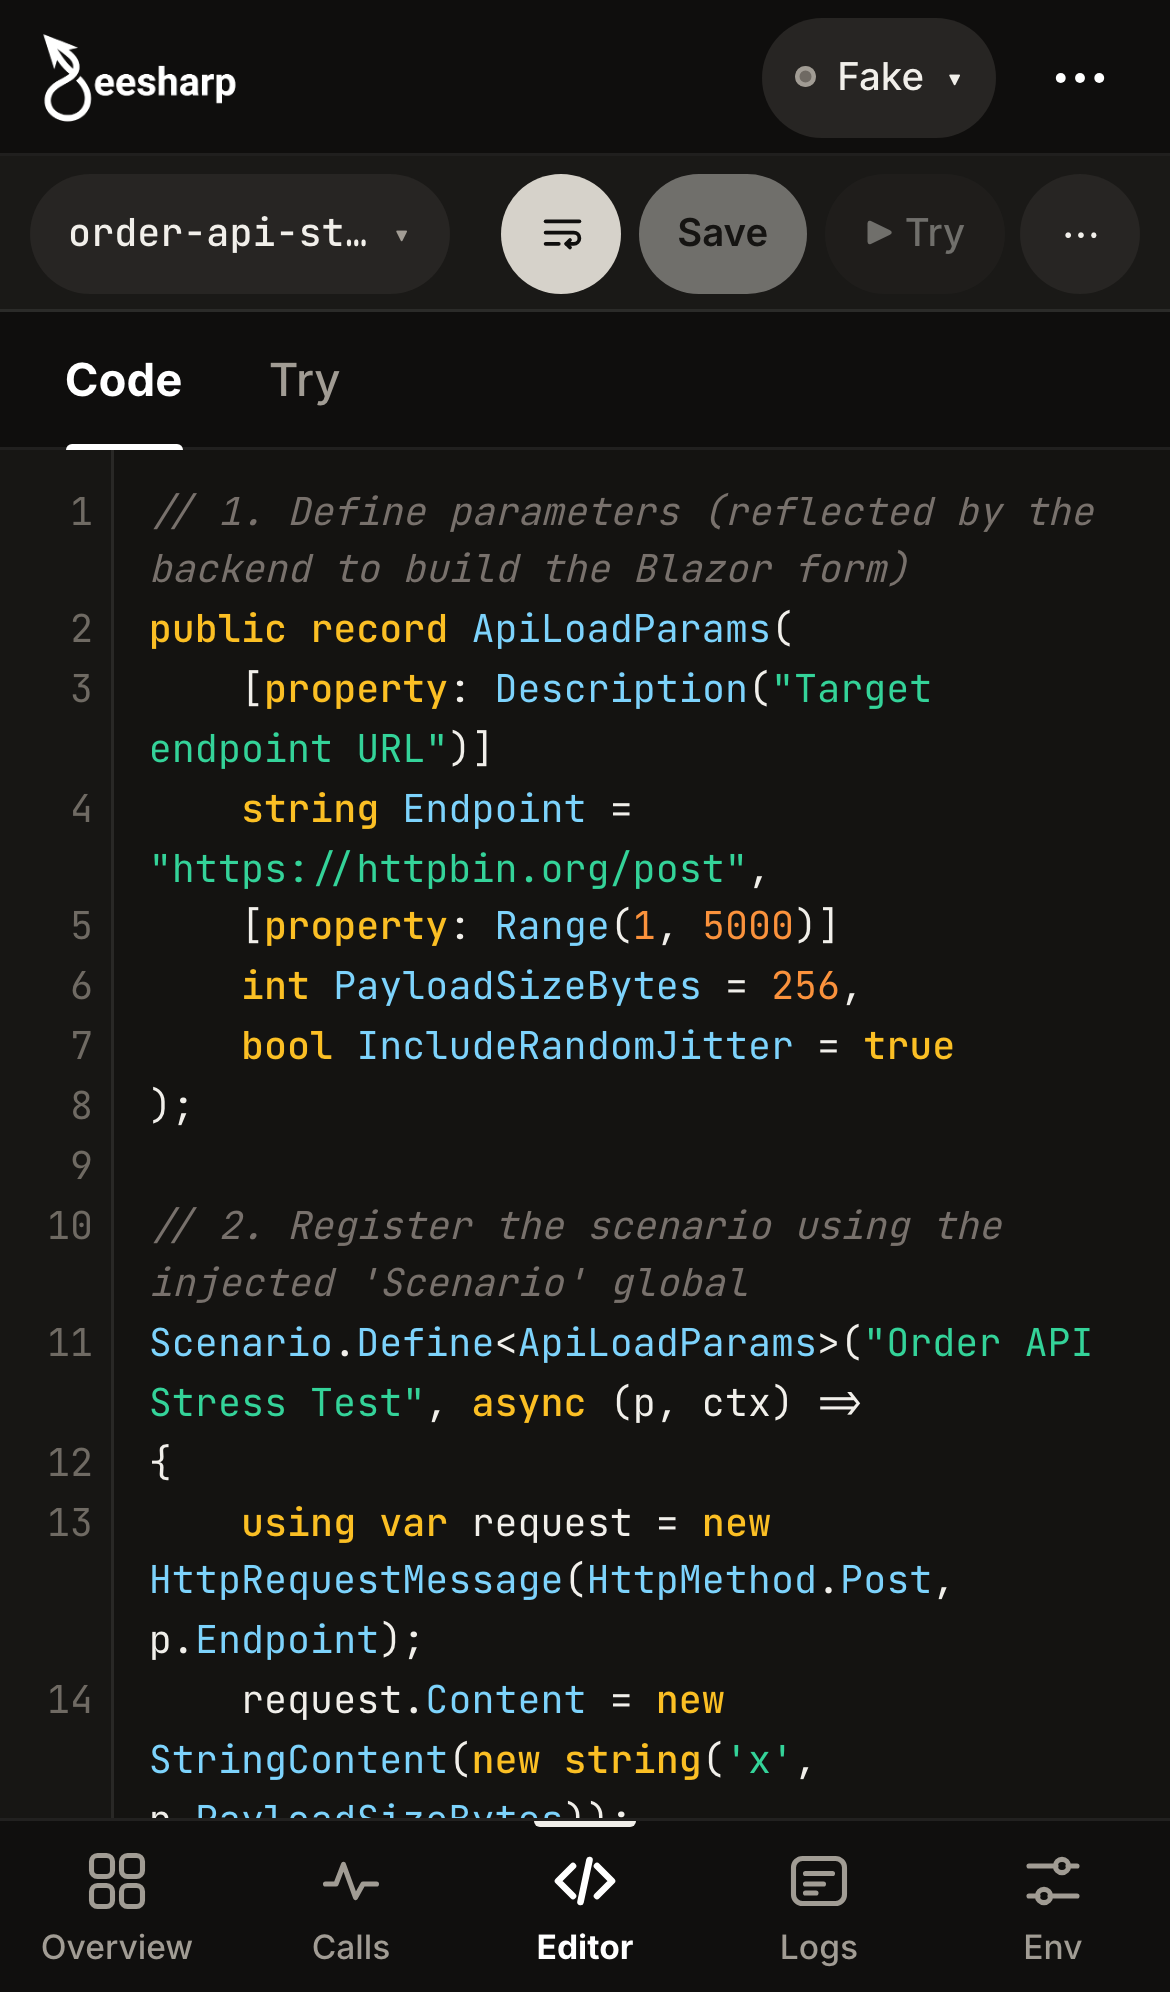 eesharp
Fake
order-api-st…
Save
Try
Code
Try
1 // 1. Define parameters (reflected by the
backend to build the Blazor form)
2 public record ApiLoadParams(
3     [property: Description("Target
endpoint URL")]
4     string Endpoint =
"https://httpbin.org/post",
5     [property: Range(1, 5000)]
6     int PayloadSizeBytes = 256,
7     bool IncludeRandomJitter = true
8 );
9
10 // 2. Register the scenario using the
injected 'Scenario' global
11 Scenario.Define<ApiLoadParams>("Order API
Stress Test", async (p, ctx) =>
12 {
13     using var request = new
HttpRequestMessage(HttpMethod.Post,
p.Endpoint);
14     request.Content = new
StringContent(new string('x',
p.PayloadSizeBytes));
Overview
Calls
Editor
Logs
Env